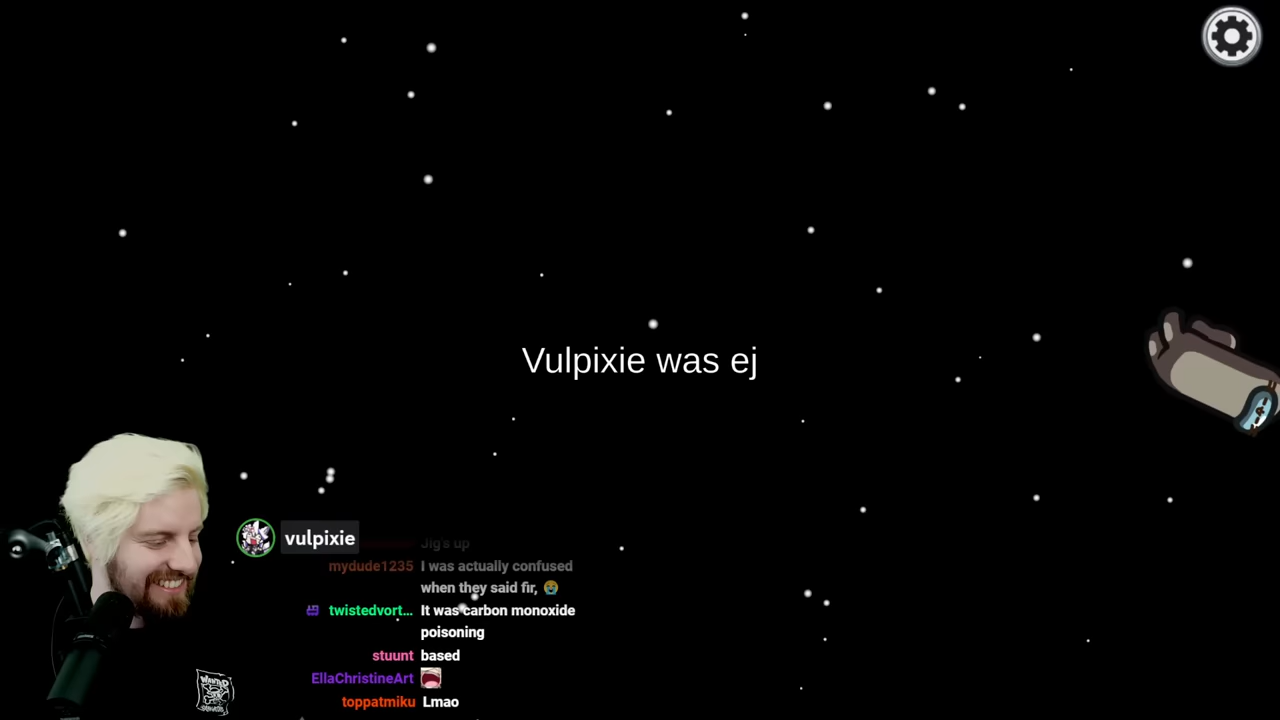 Vulpixie was ej
vulpixie
Jig's up
mydude1235 I was actually confused
when they said fir, 😭
twistedvort... It was carbon monoxide
poisoning
stuunt based
EllaChristineArt
toppatmiku Lmao
WANTED